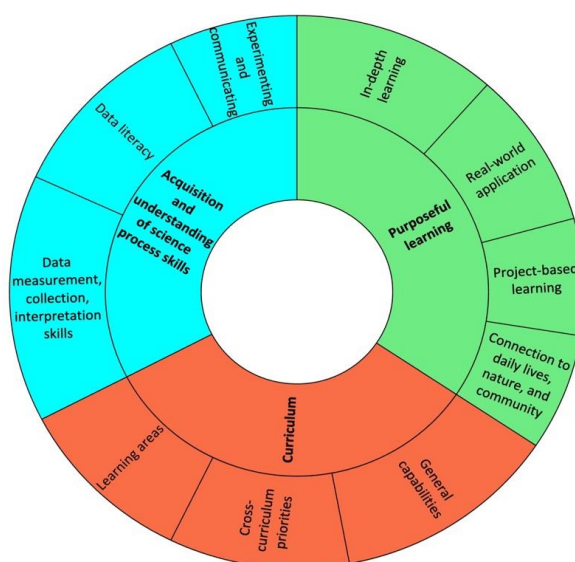 Experimenting
and
communicating
Data literacy
Data
measurement,
collection,
interpretation
skills
Acquisition
and
understanding
of science
process skills
In-depth
learning
Real-world
application
Project-based
learning
Connection to
daily lives,
nature, and
community
Purposeful
learning
Curriculum
Learning areas
Cross-
curriculum
priorities
General
capabilities